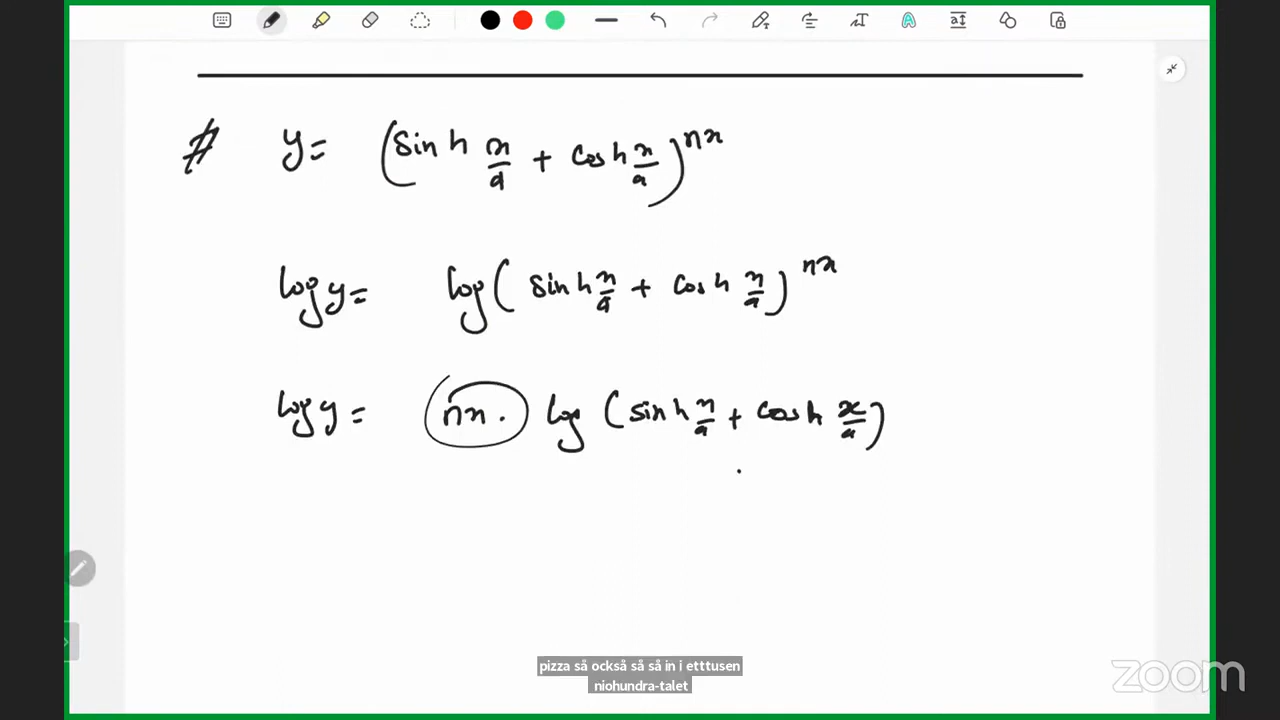 # y = (sinh x/a + cosh x/a)^nx
log y = log (sinh x/a + cosh x/a)^nx
log y = nx . log (sinh x/a + cosh x/a)
pizza så också så så in i etttusen
niohundra-talet
zoom